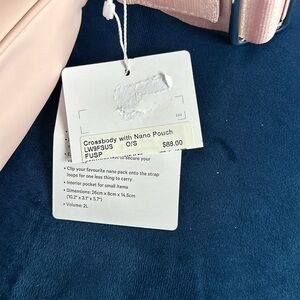 Crossbody with Nano Pouch
LW9FSUS O/S $88.00
FUSP
to secure your
• Clip your favourite nano pack onto the strap
loops for one less thing to carry
• Interior pocket for small items
• Dimensions: 26cm x 8cm x 14.5cm
(10.2" x 3.1" x 5.7")
• Volume: 2L